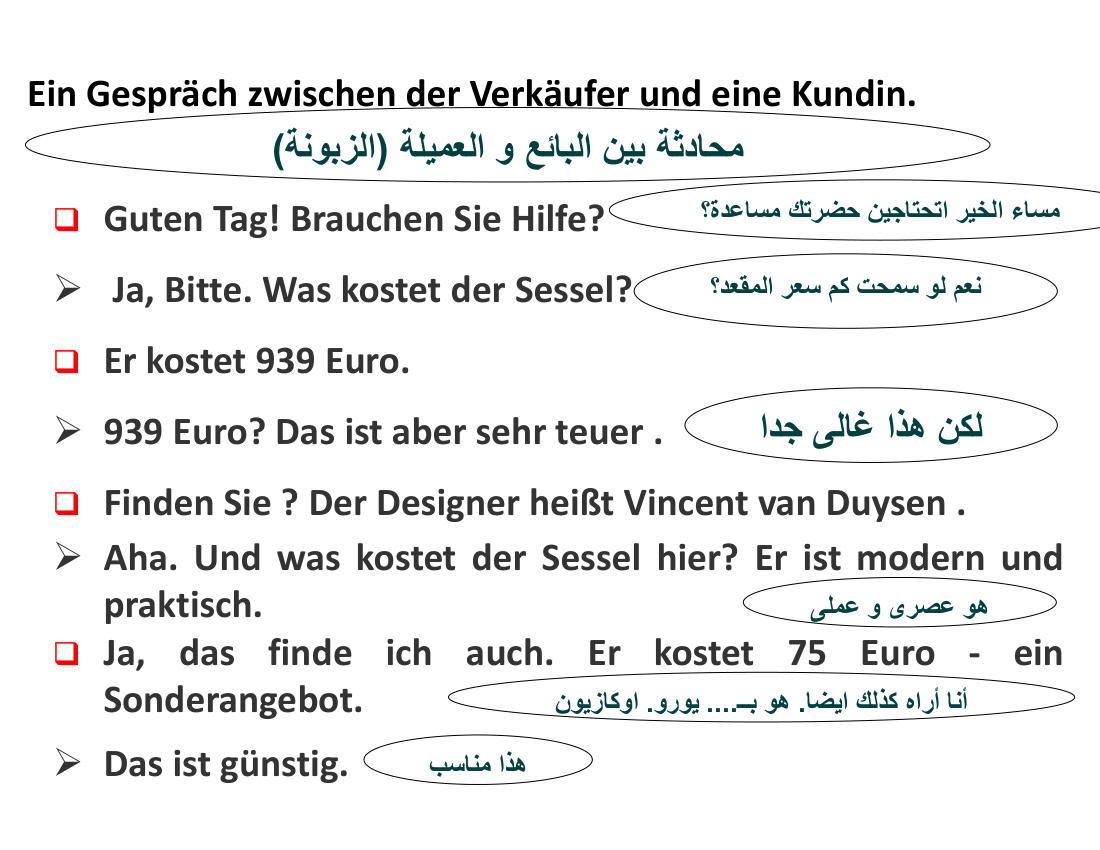 Ein Gespräch zwischen der Verkäufer und eine Kundin.
محادثة بين البائع و العميلة (الزبونة)
Guten Tag! Brauchen Sie Hilfe?
مساء الخير اتحتاجين حضرتك مساعدة؟
Ja, Bitte. Was kostet der Sessel?
نعم لو سمحت كم سعر المقعد؟
Er kostet 939 Euro.
939 Euro? Das ist aber sehr teuer .
لكن هذا غالى جدا
Finden Sie ? Der Designer heißt Vincent van Duysen .
Aha. Und was kostet der Sessel hier? Er ist modern und
praktisch.
هو عصرى و عملى
Ja, das finde ich auch. Er kostet 75 Euro - ein
Sonderangebot.
أنا أراه كذلك ايضا. هو بـ.... يورو. اوكازيون
Das ist günstig.
هذا مناسب